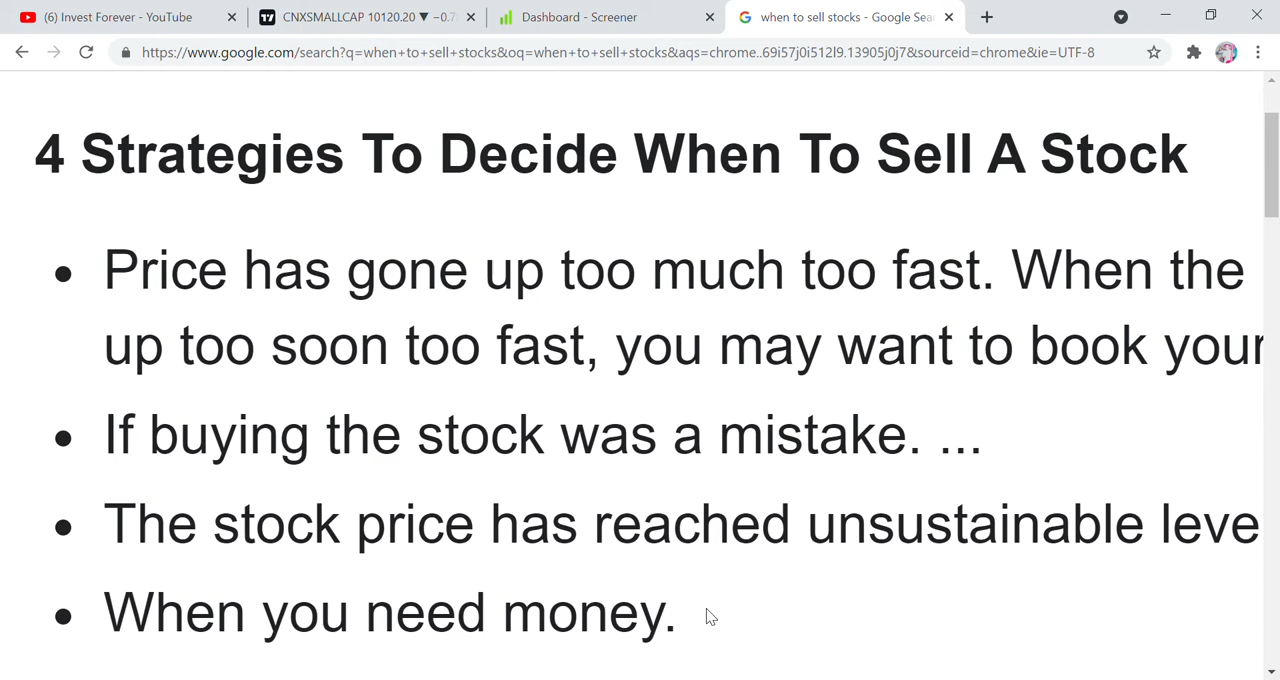 (6) Invest Forever - YouTube
CNXSMALLCAP 10120.20 ▼ −0.7
Dashboard - Screener
when to sell stocks - Google Sea
https://www.google.com/search?q=when+to+sell+stocks&oq=when+to+sell+stocks&aqs=chrome..69i57j0i512l9.13905j0j7&sourceid=chrome&ie=UTF-8
4 Strategies To Decide When To Sell A Stock
• Price has gone up too much too fast. When the
up too soon too fast, you may want to book your
• If buying the stock was a mistake. ...
• The stock price has reached unsustainable leve
• When you need money.